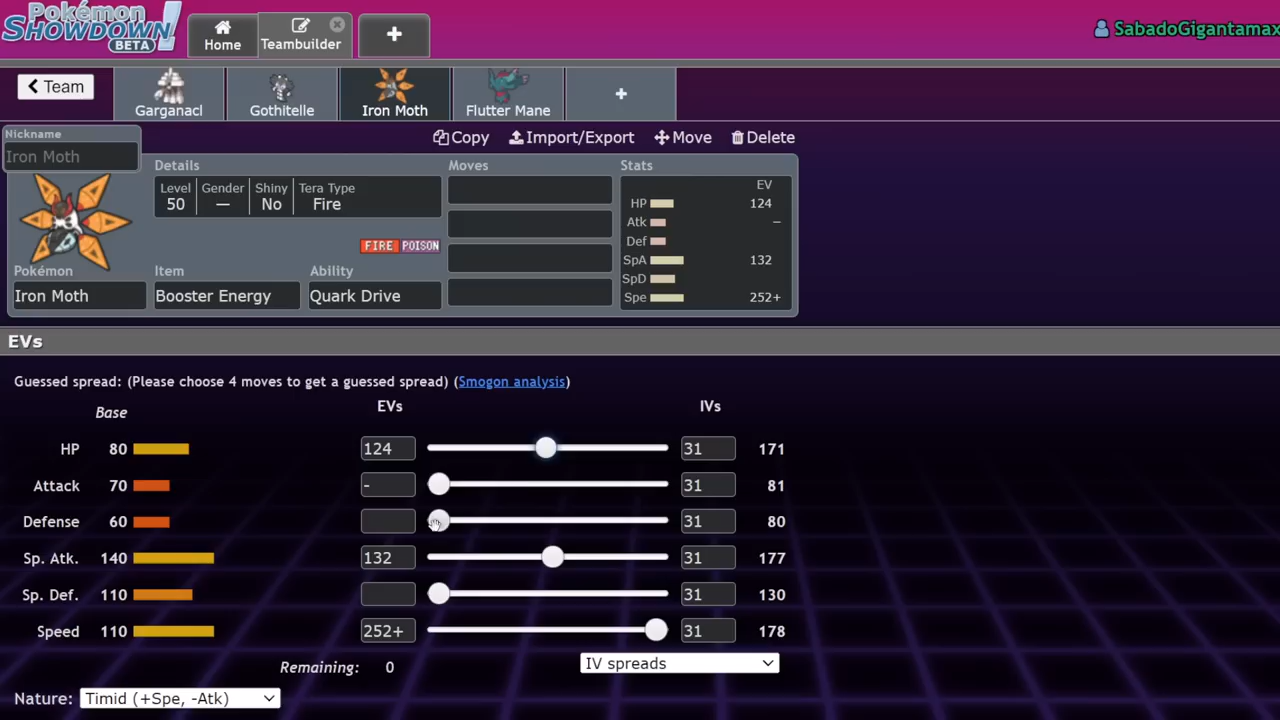 Pokémon
SHOWDOWN!
BETA
Home
Teambuilder
+
SabadoGigantamax
Team
Garganacl
Gothitelle
Iron Moth
Flutter Mane
+
Copy
Import/Export
Move
Delete
Nickname
Iron Moth
Details
Level Gender Shiny Tera Type
50 — No Fire
FIRE POISON
Pokémon
Iron Moth
Item
Booster Energy
Ability
Quark Drive
Moves
Stats
EV
HP 124
Atk –
Def
SpA 132
SpD
Spe 252+
EVs
Guessed spread: (Please choose 4 moves to get a guessed spread) (Smogon analysis)
Base EVs IVs
HP 80 124 31 171
Attack 70 - 31 81
Defense 60 31 80
Sp. Atk. 140 132 31 177
Sp. Def. 110 31 130
Speed 110 252+ 31 178
Remaining: 0
IV spreads
Nature: Timid (+Spe, -Atk)